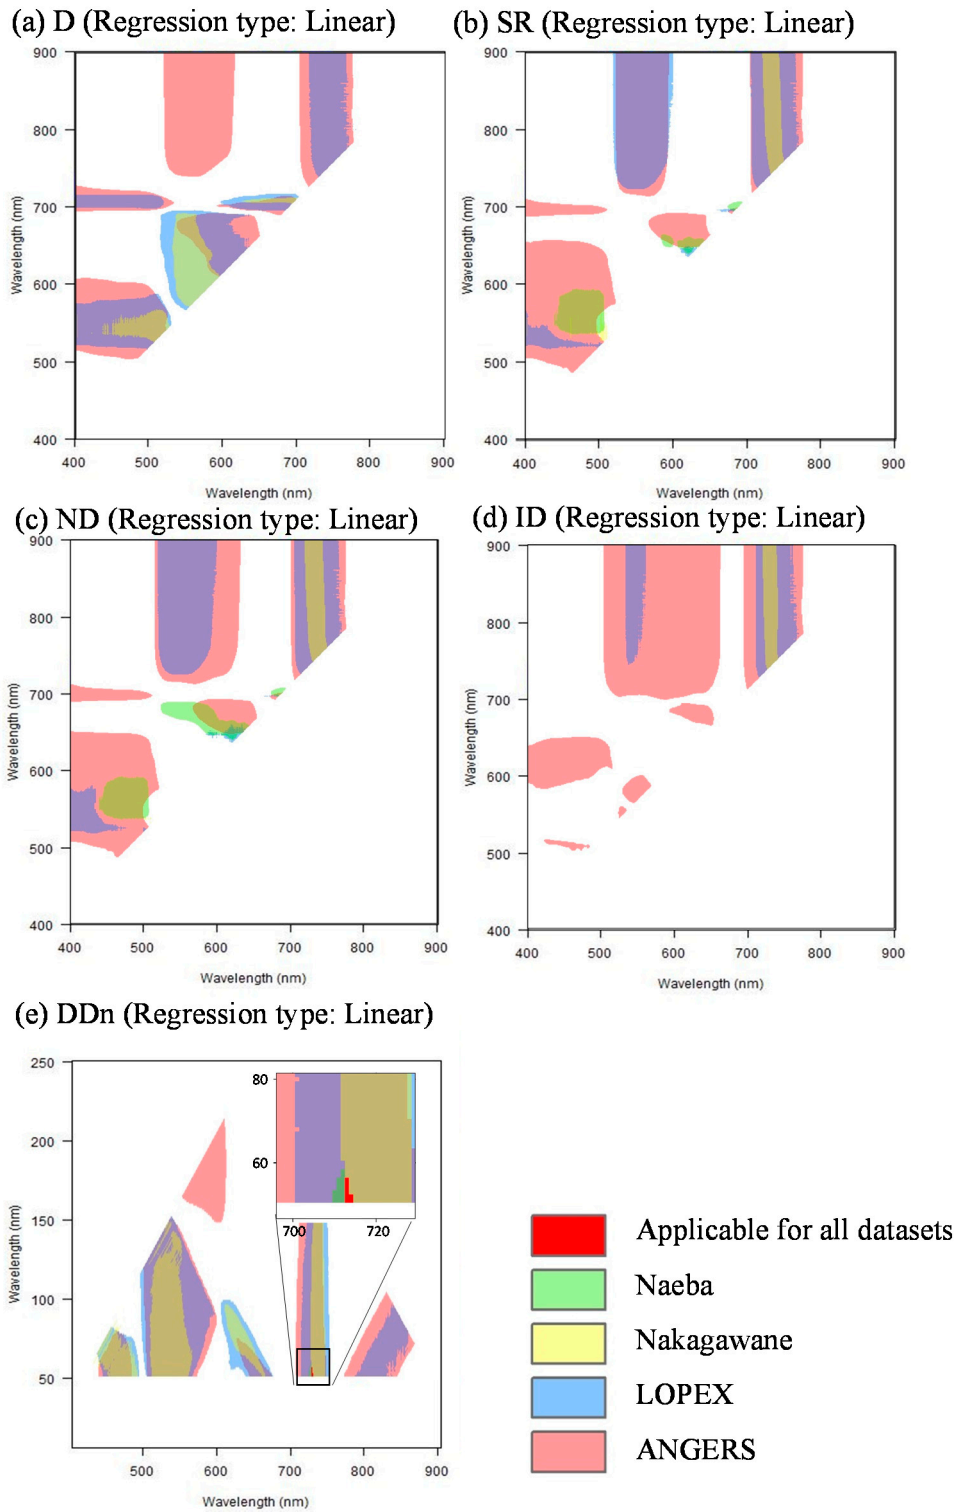 (a) D (Regression type: Linear)
900
800
700
600
500
400
Wavelength (nm)
400 500 600 700 800 900
Wavelength (nm)
(b) SR (Regression type: Linear)
900
800
700
600
500
400
Wavelength (nm)
400 500 600 700 800 900
Wavelength (nm)
(c) ND (Regression type: Linear)
900
800
700
600
500
400
Wavelength (nm)
400 500 600 700 800 900
Wavelength (nm)
(d) ID (Regression type: Linear)
900
800
700
600
500
400
Wavelength (nm)
400 500 600 700 800 900
Wavelength (nm)
(e) DDn (Regression type: Linear)
250
200
150
100
50
Wavelength (nm)
80
60
700 720
500 600 700 800 900
Wavelength (nm)
Applicable for all datasets
Naeba
Nakagawane
LOPEX
ANGERS